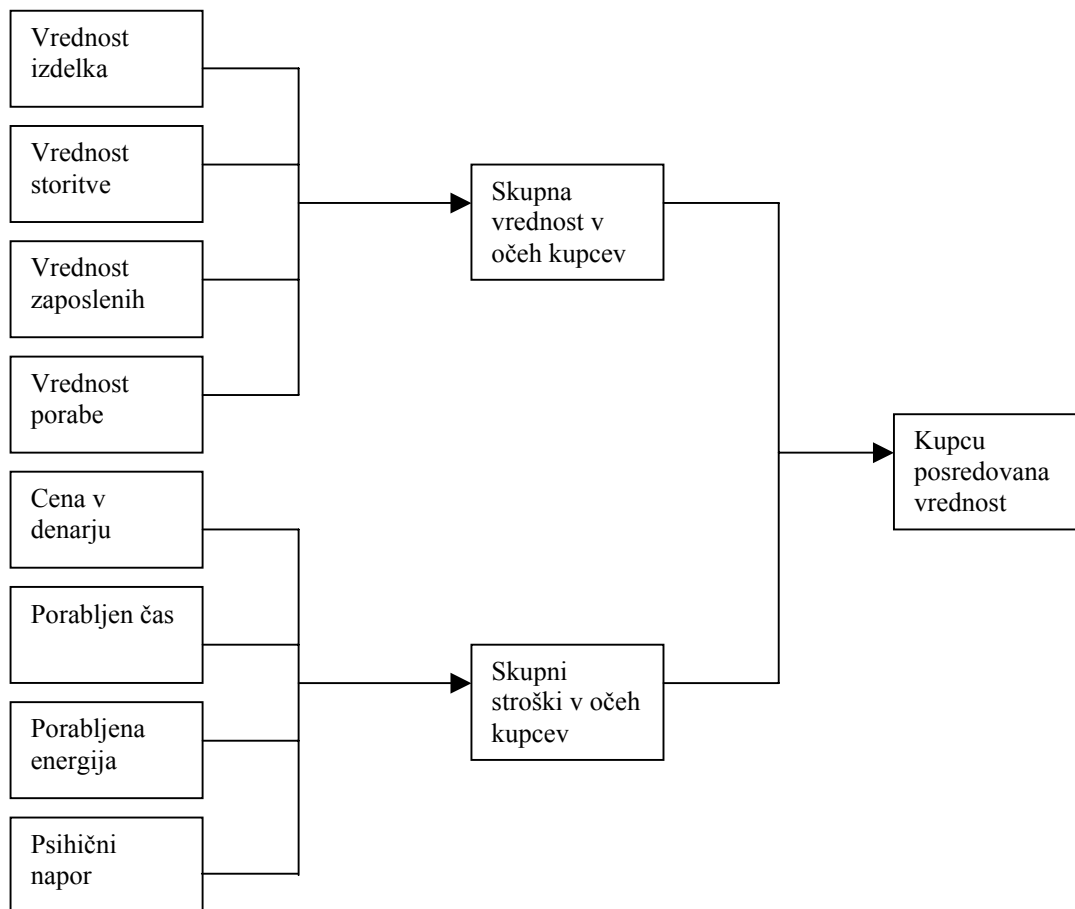 Vrednost
izdelka
Vrednost
storitve
Vrednost
zaposlenih
Vrednost
porabe
Cena v
denarju
Porabljen čas
Porabljena
energija
Psihični
napor
Skupna
vrednost v
očeh kupcev
Skupni
stroški v očeh
kupcev
Kupcu
posredovana
vrednost